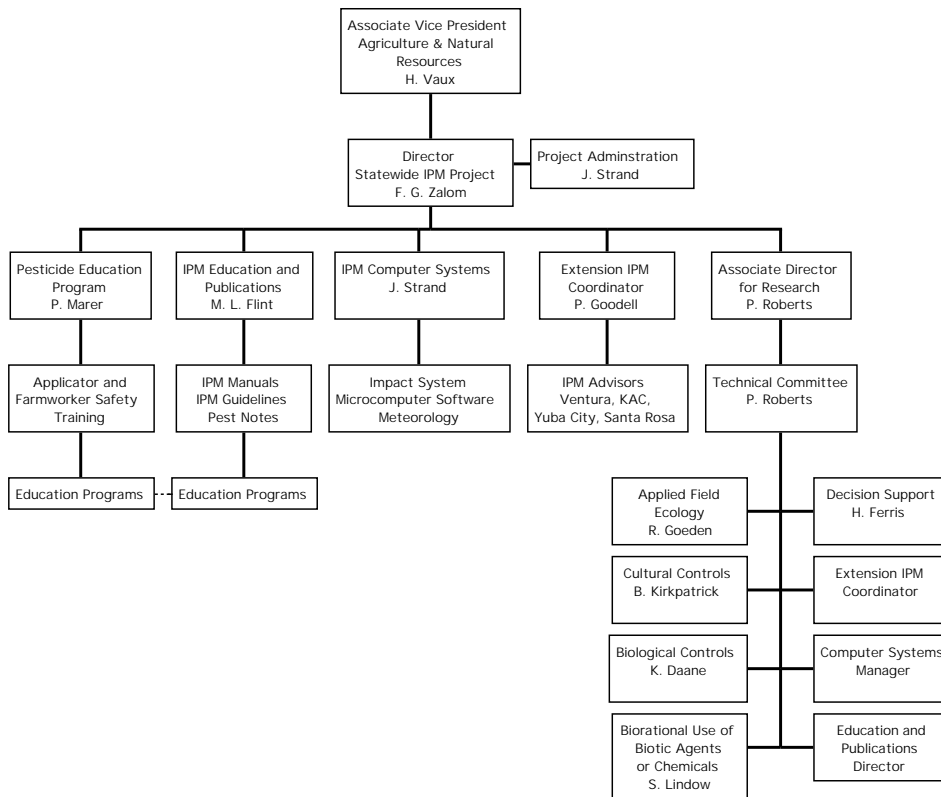 Associate Vice President
Agriculture & Natural
Resources
H. Vaux
Director
Statewide IPM Project
F. G. Zalom
Project Adminstration
J. Strand
Pesticide Education
Program
P. Marer
IPM Education and
Publications
M. L. Flint
IPM Computer Systems
J. Strand
Extension IPM
Coordinator
P. Goodell
Associate Director
for Research
P. Roberts
Applicator and
Farmworker Safety
Training
IPM Manuals
IPM Guidelines
Pest Notes
Impact System
Microcomputer Software
Meteorology
IPM Advisors
Ventura, KAC,
Yuba City, Santa Rosa
Technical Committee
P. Roberts
Education Programs
Education Programs
Applied Field
Ecology
R. Goeden
Decision Support
H. Ferris
Cultural Controls
B. Kirkpatrick
Extension IPM
Coordinator
Biological Controls
K. Daane
Computer Systems
Manager
Biorational Use of
Biotic Agents
or Chemicals
S. Lindow
Education and
Publications
Director